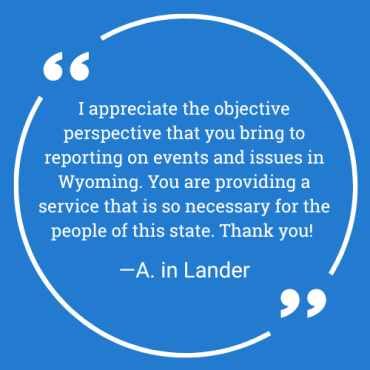 “
I appreciate the objective
perspective that you bring to
reporting on events and issues in
Wyoming. You are providing a
service that is so necessary for the
people of this state. Thank you!
—A. in Lander
”